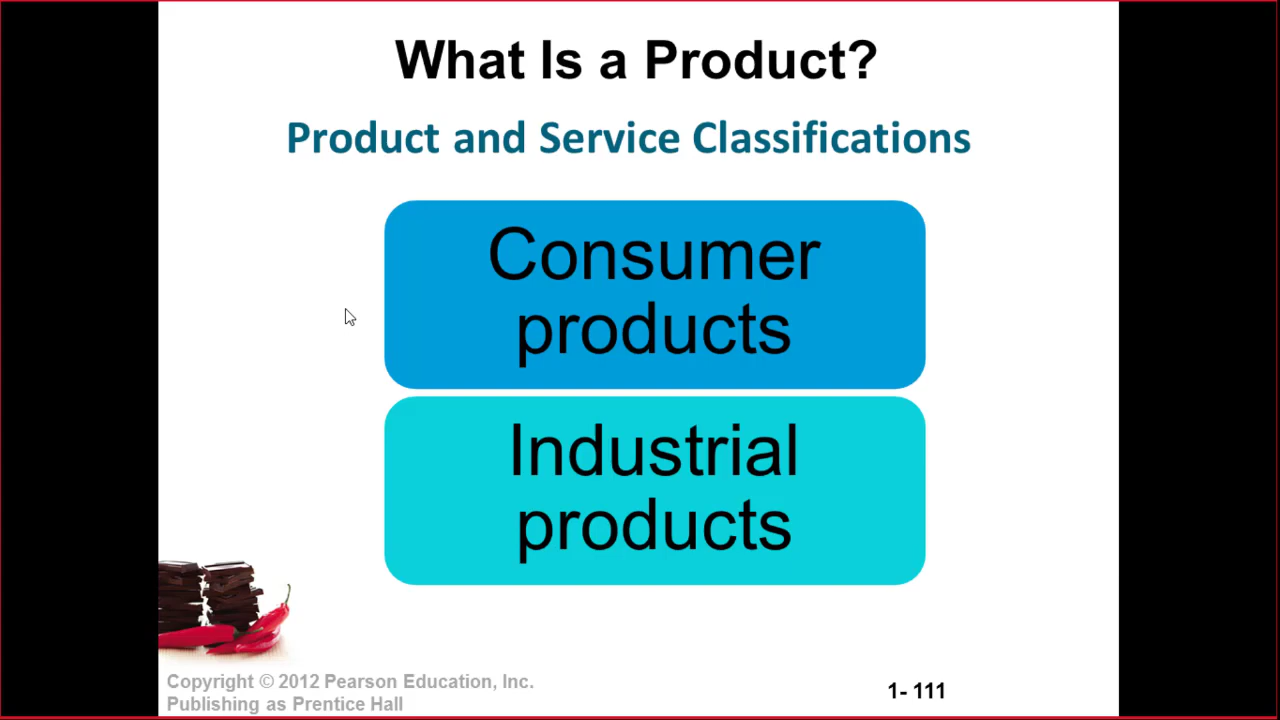 What Is a Product?
Product and Service Classifications
Consumer
products
Industrial
products
Copyright © 2012 Pearson Education, Inc.
Publishing as Prentice Hall
1- 111